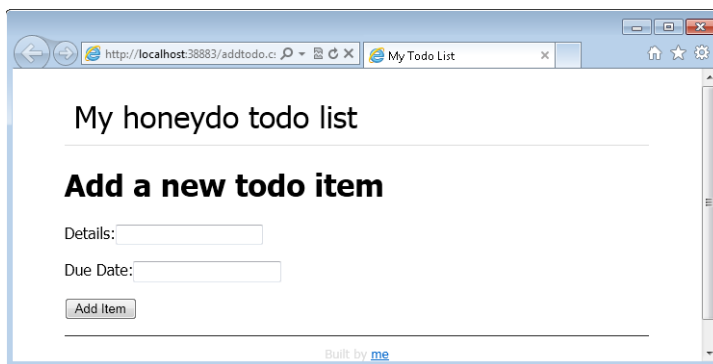 http://localhost:38883/addtodo.c
My Todo List
My honeydo todo list
Add a new todo item
Details:
Due Date:
Add Item
Built by me